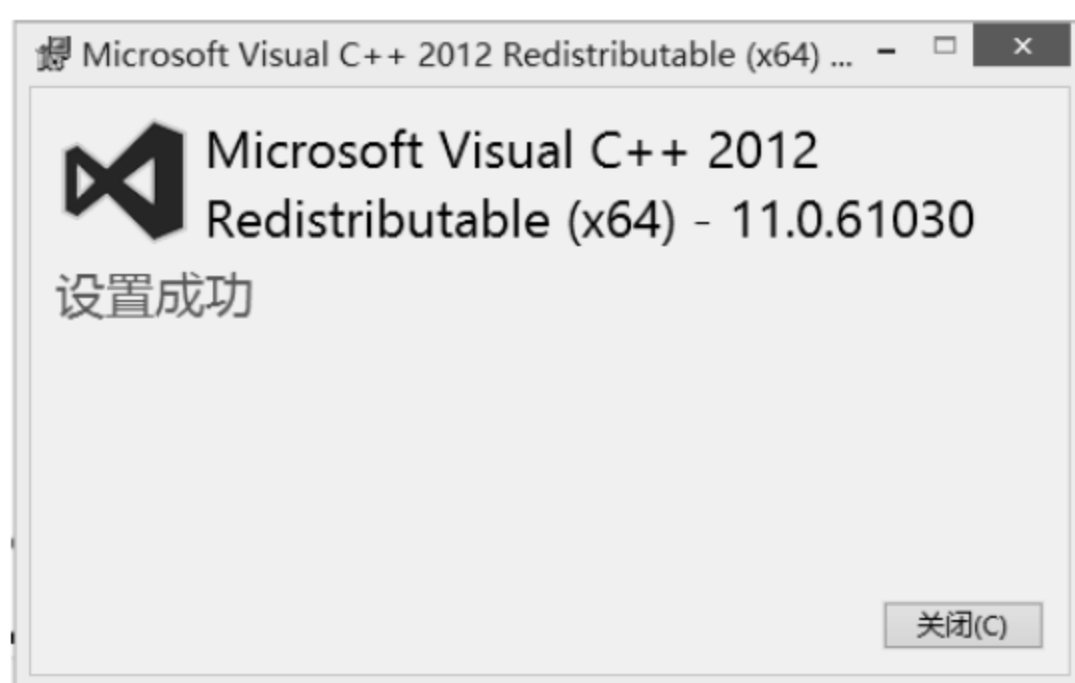 Microsoft Visual C++ 2012 Redistributable (x64) ...
Microsoft Visual C++ 2012
Redistributable (x64) - 11.0.61030
设置成功
关闭(C)